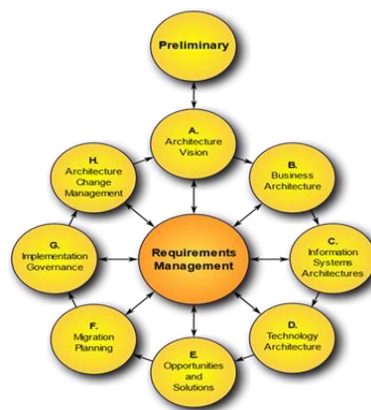 Preliminary
A.
Architecture
Vision
B.
Business
Architecture
C.
Information
Systems
Architectures
D.
Technology
Architecture
E.
Opportunities
and
Solutions
F.
Migration
Planning
G.
Implementation
Governance
H.
Architecture
Change
Management
Requirements
Management